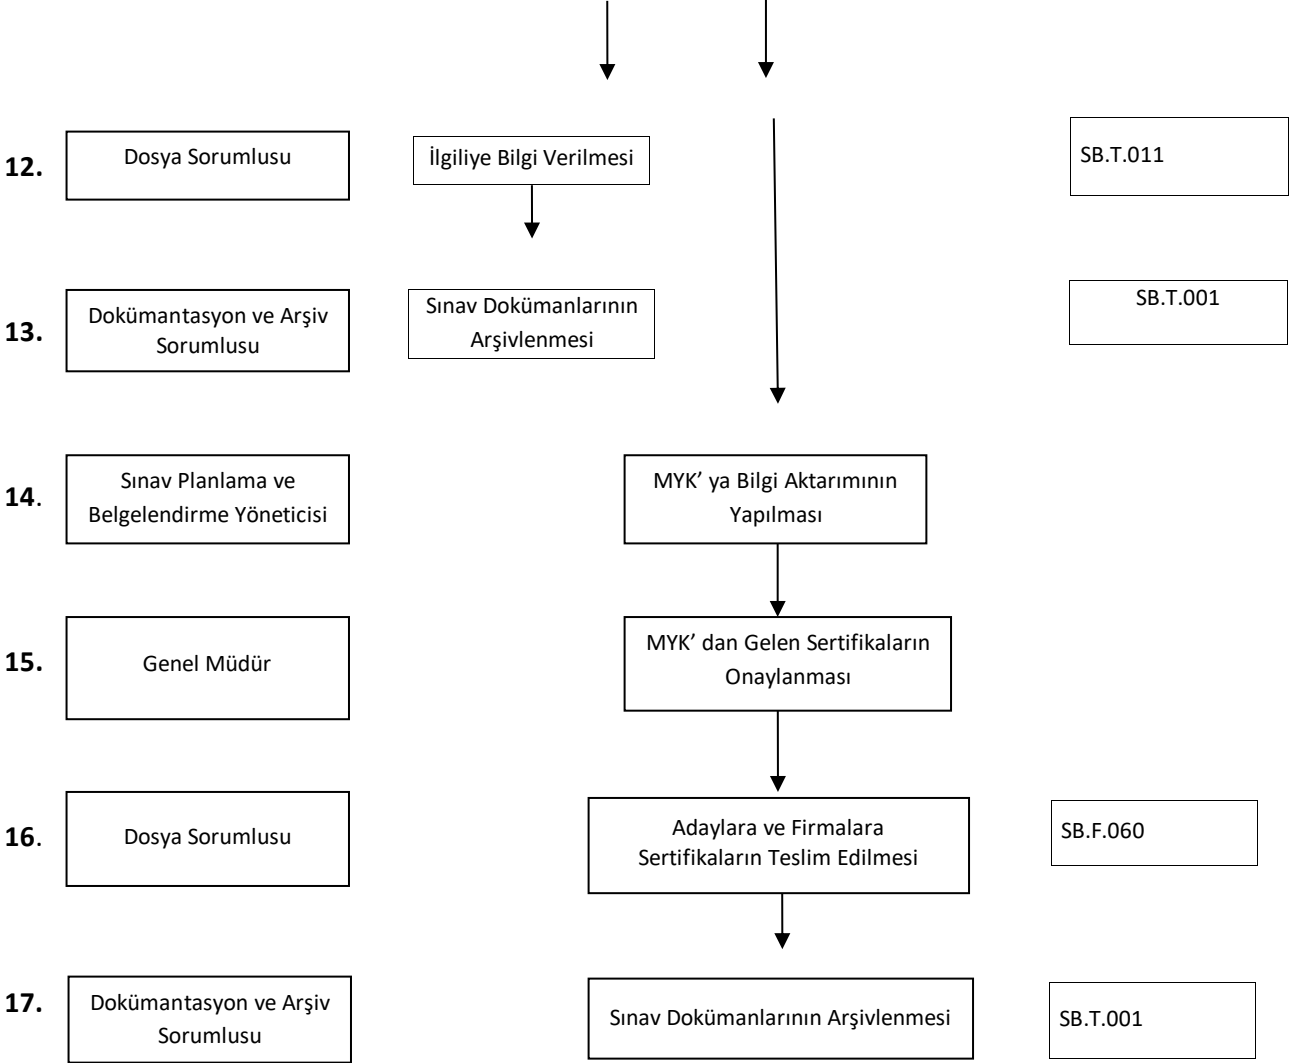 12.
Dosya Sorumlusu
İlgiliye Bilgi Verilmesi
SB.T.011
13.
Dokümantasyon ve Arşiv
Sorumlusu
Sınav Dokümanlarının
Arşivlenmesi
SB.T.001
14.
Sınav Planlama ve
Belgelendirme Yöneticisi
MYK’ ya Bilgi Aktarımının
Yapılması
15.
Genel Müdür
MYK’ dan Gelen Sertifikaların
Onaylanması
16.
Dosya Sorumlusu
Adaylara ve Firmalara
Sertifikaların Teslim Edilmesi
SB.F.060
17.
Dokümantasyon ve Arşiv
Sorumlusu
Sınav Dokümanlarının Arşivlenmesi
SB.T.001